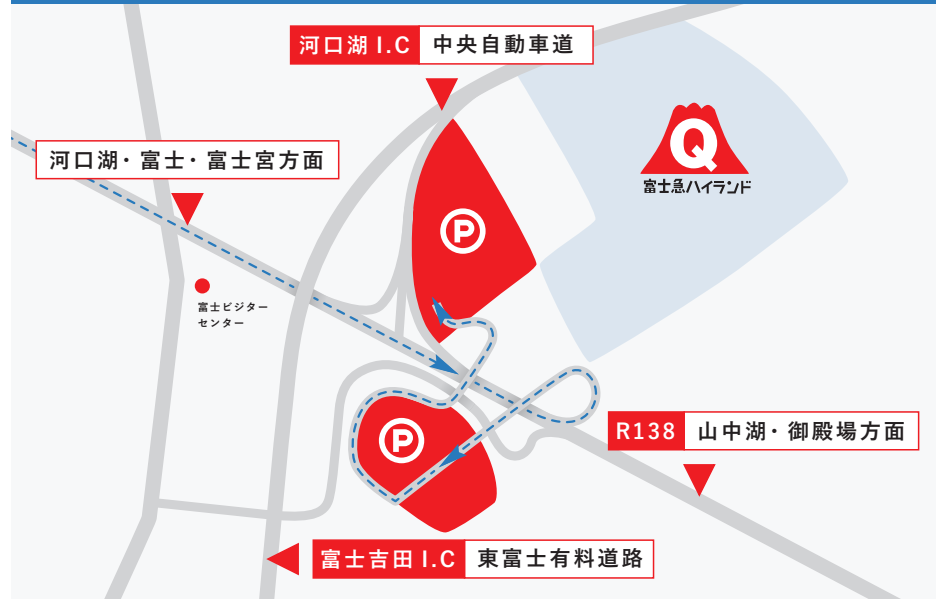 河口湖 I.C 中央自動車道
河口湖・富士・富士宮方面
Q
富士急ハイランド
P
富士ビジター
センター
P
R138 山中湖・御殿場方面
富士吉田 I.C 東富士有料道路